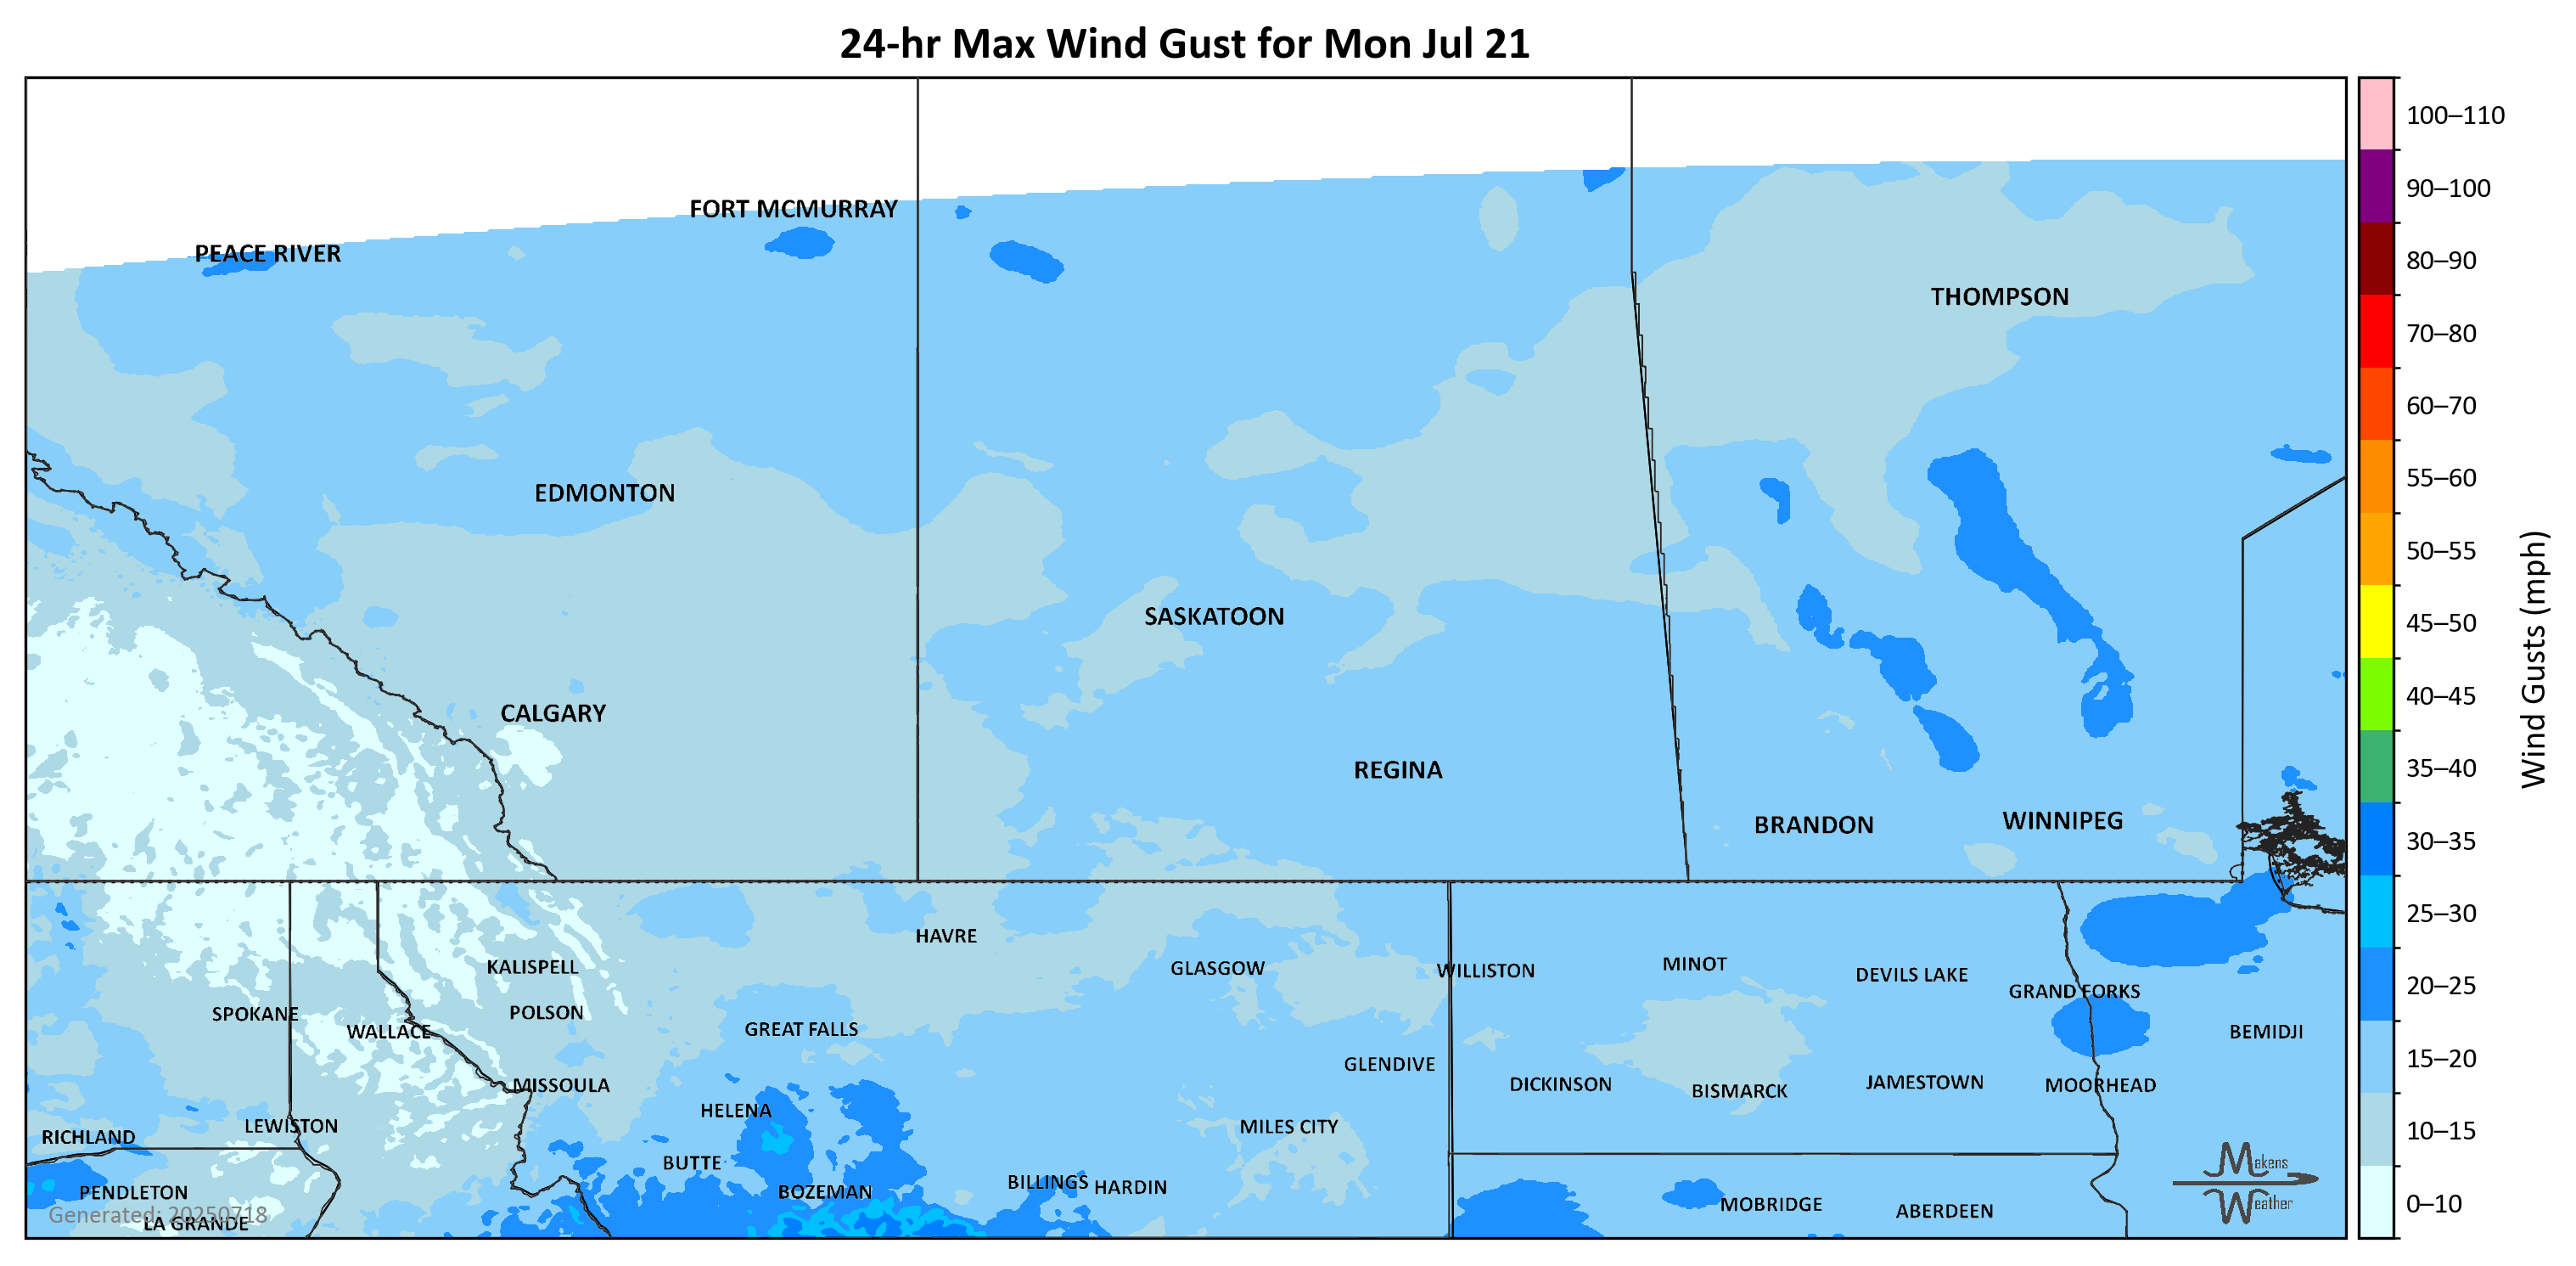 24-hr Max Wind Gust for Mon Jul 21
100–110
90–100
80–90
70–80
60–70
55–60
50–55
45–50
40–45
35–40
30–35
25–30
20–25
15–20
10–15
0–10
Wind Gusts (mph)
FORT MCMURRAY
PEACE RIVER
THOMPSON
EDMONTON
SASKATOON
CALGARY
REGINA
BRANDON
WINNIPEG
HAVRE
KALISPELL
GLASGOW
WILLISTON
MINOT
DEVILS LAKE
GRAND FORKS
SPOKANE
POLSON
WALLACE
GREAT FALLS
BEMIDJI
GLENDIVE
MISSOULA
DICKINSON
BISMARCK
JAMESTOWN
MOORHEAD
HELENA
LEWISTON
MILES CITY
RICHLAND
BUTTE
PENDLETON
BOZEMAN
BILLINGS
HARDIN
MOBRIDGE
ABERDEEN
LA GRANDE
Generated: 20250718
Makens
Weather